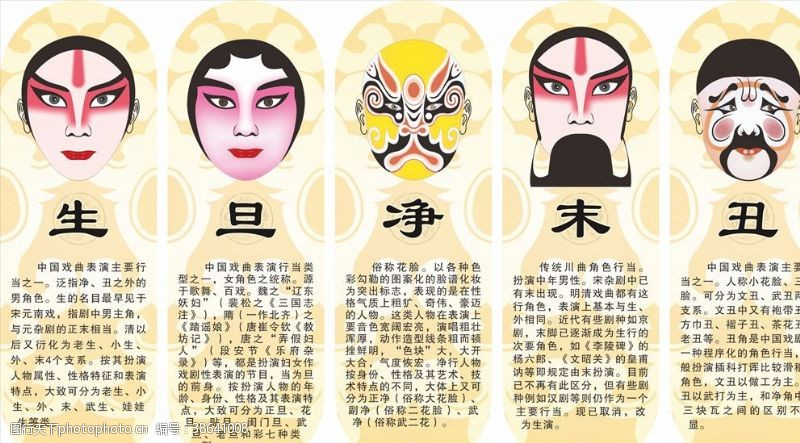 生
中国戏曲表演主要行
当之一。泛指净、丑之外的
男角色。生的名目最早见于
宋元南戏，指剧中男主角，
与元杂剧的正末相当。清以
后又衍化为老生、小生、
外、末4个支系。按其扮演
人物属性、性格特征和表演
特点，大致可分为老生、小
生、外、末、武生、娃娃
生等类。
旦
中国戏曲表演行当类
型之一，女角色之统称。源
于歌舞、百戏。魏之“辽东
妖妇”（裴松之《三国志
注》），隋（一作北齐）之
《踏谣娘》（唐崔令钦《教
坊记》），唐之“弄假妇
人”（段安节《乐府杂
录》）等，都是扮演妇女作
戏剧性表演的节目，当为旦
的前身。按扮演人物的年
龄、身份、性格及其表演特
点，大致可分为正旦、花
旦、闺门旦、武
旦、老旦和彩七种类
净
俗称花脸。以各种色
彩勾勒的图案化的脸谱化妆
为突出标志，表现的是在性
格气质上粗犷、奇伟、豪迈
的人物。这类人物在表演上
要音色宽阔宏亮，演唱粗壮
浑厚，动作造型线条粗而顿
挫鲜明，“色块”大，大开
大合，气度恢宏。净行人物
按身份、性格及其艺术、技
术特点的不同，大体上又可
分为正净（俗称大花脸）、
副净（俗称二花脸）、武
净（俗称武二花）。
末
传统川曲角色行当，
扮演中年男性。宋杂剧中已
有末出现。明清戏曲都有这
行角色，表演上基本与生、
外相同。近代有些剧种如京
剧，末脚已逐渐成为生行的
次要角色，如《李陵碑》的
杨六郎、《文昭关》的皇甫
讷等即规定由末扮演。目前
已不再有此区分，但有些剧
种例如汉剧等则仍作为一个
主要行当。现已取消，改
为生演。
丑
人称小花脸、三
脸。可分为文丑、武丑两
支系。文丑中又有袍带丑
方巾丑、褶子丑、茶花丑
老丑等。丑角是中国戏剧
一种程序化的角色行当，
般扮演插科打诨比较滑稽
角色，文丑以做工为主。
丑以武打为主，和净角中
三块瓦之间的区别不
显。
图片 photophoto.cn 编号：33641008